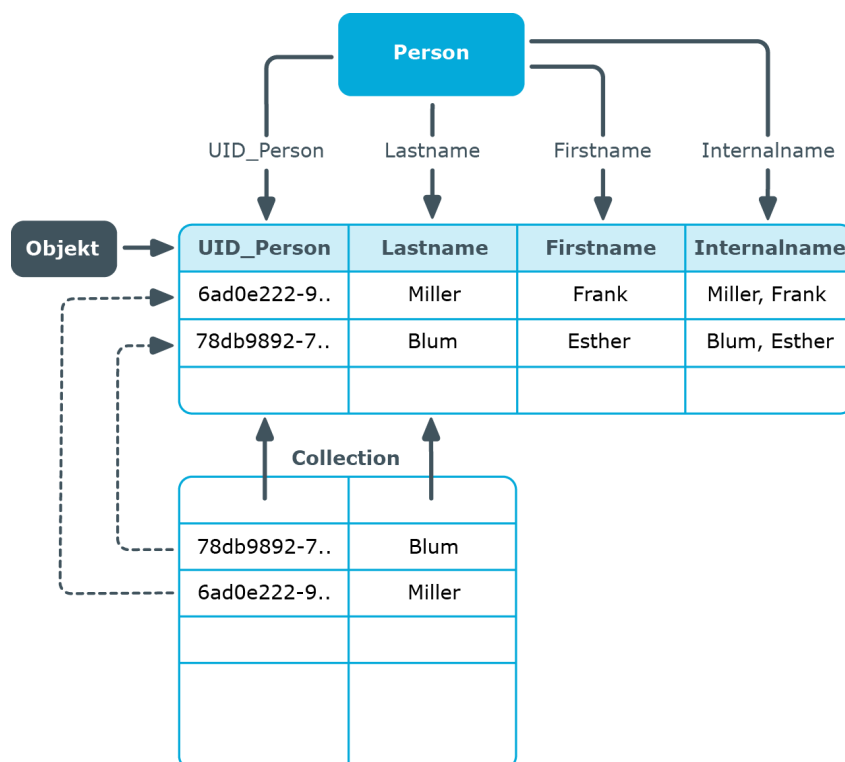 Person
UID_Person Lastname Firstname Internalname
Objekt UID_Person Lastname Firstname Internalname
6ad0e222-9.. Miller Frank Miller, Frank
78db9892-7.. Blum Esther Blum, Esther
Collection
78db9892-7.. Blum
6ad0e222-9.. Miller